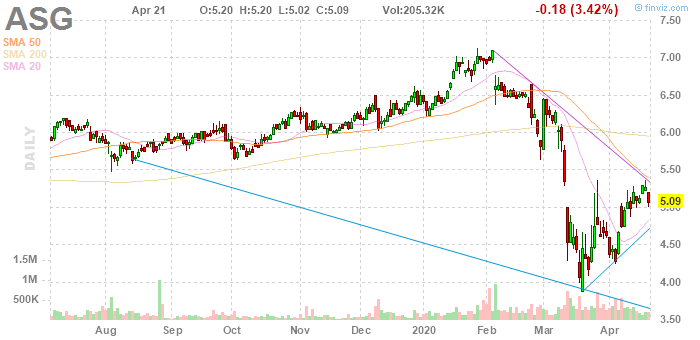 ASG Apr 21 O:5.20 H:5.20 L:5.02 C:5.09 Vol:205.32K -0.18 (3.42%) © finviz.com
SMA 50
SMA 200
SMA 20
DAILY
7.50
7.00
6.50
6.00
5.50
5.09
5.00
4.50
4.00
3.50
1.5M
1M
500K
Aug Sep Oct Nov Dec 2020 Feb Mar Apr